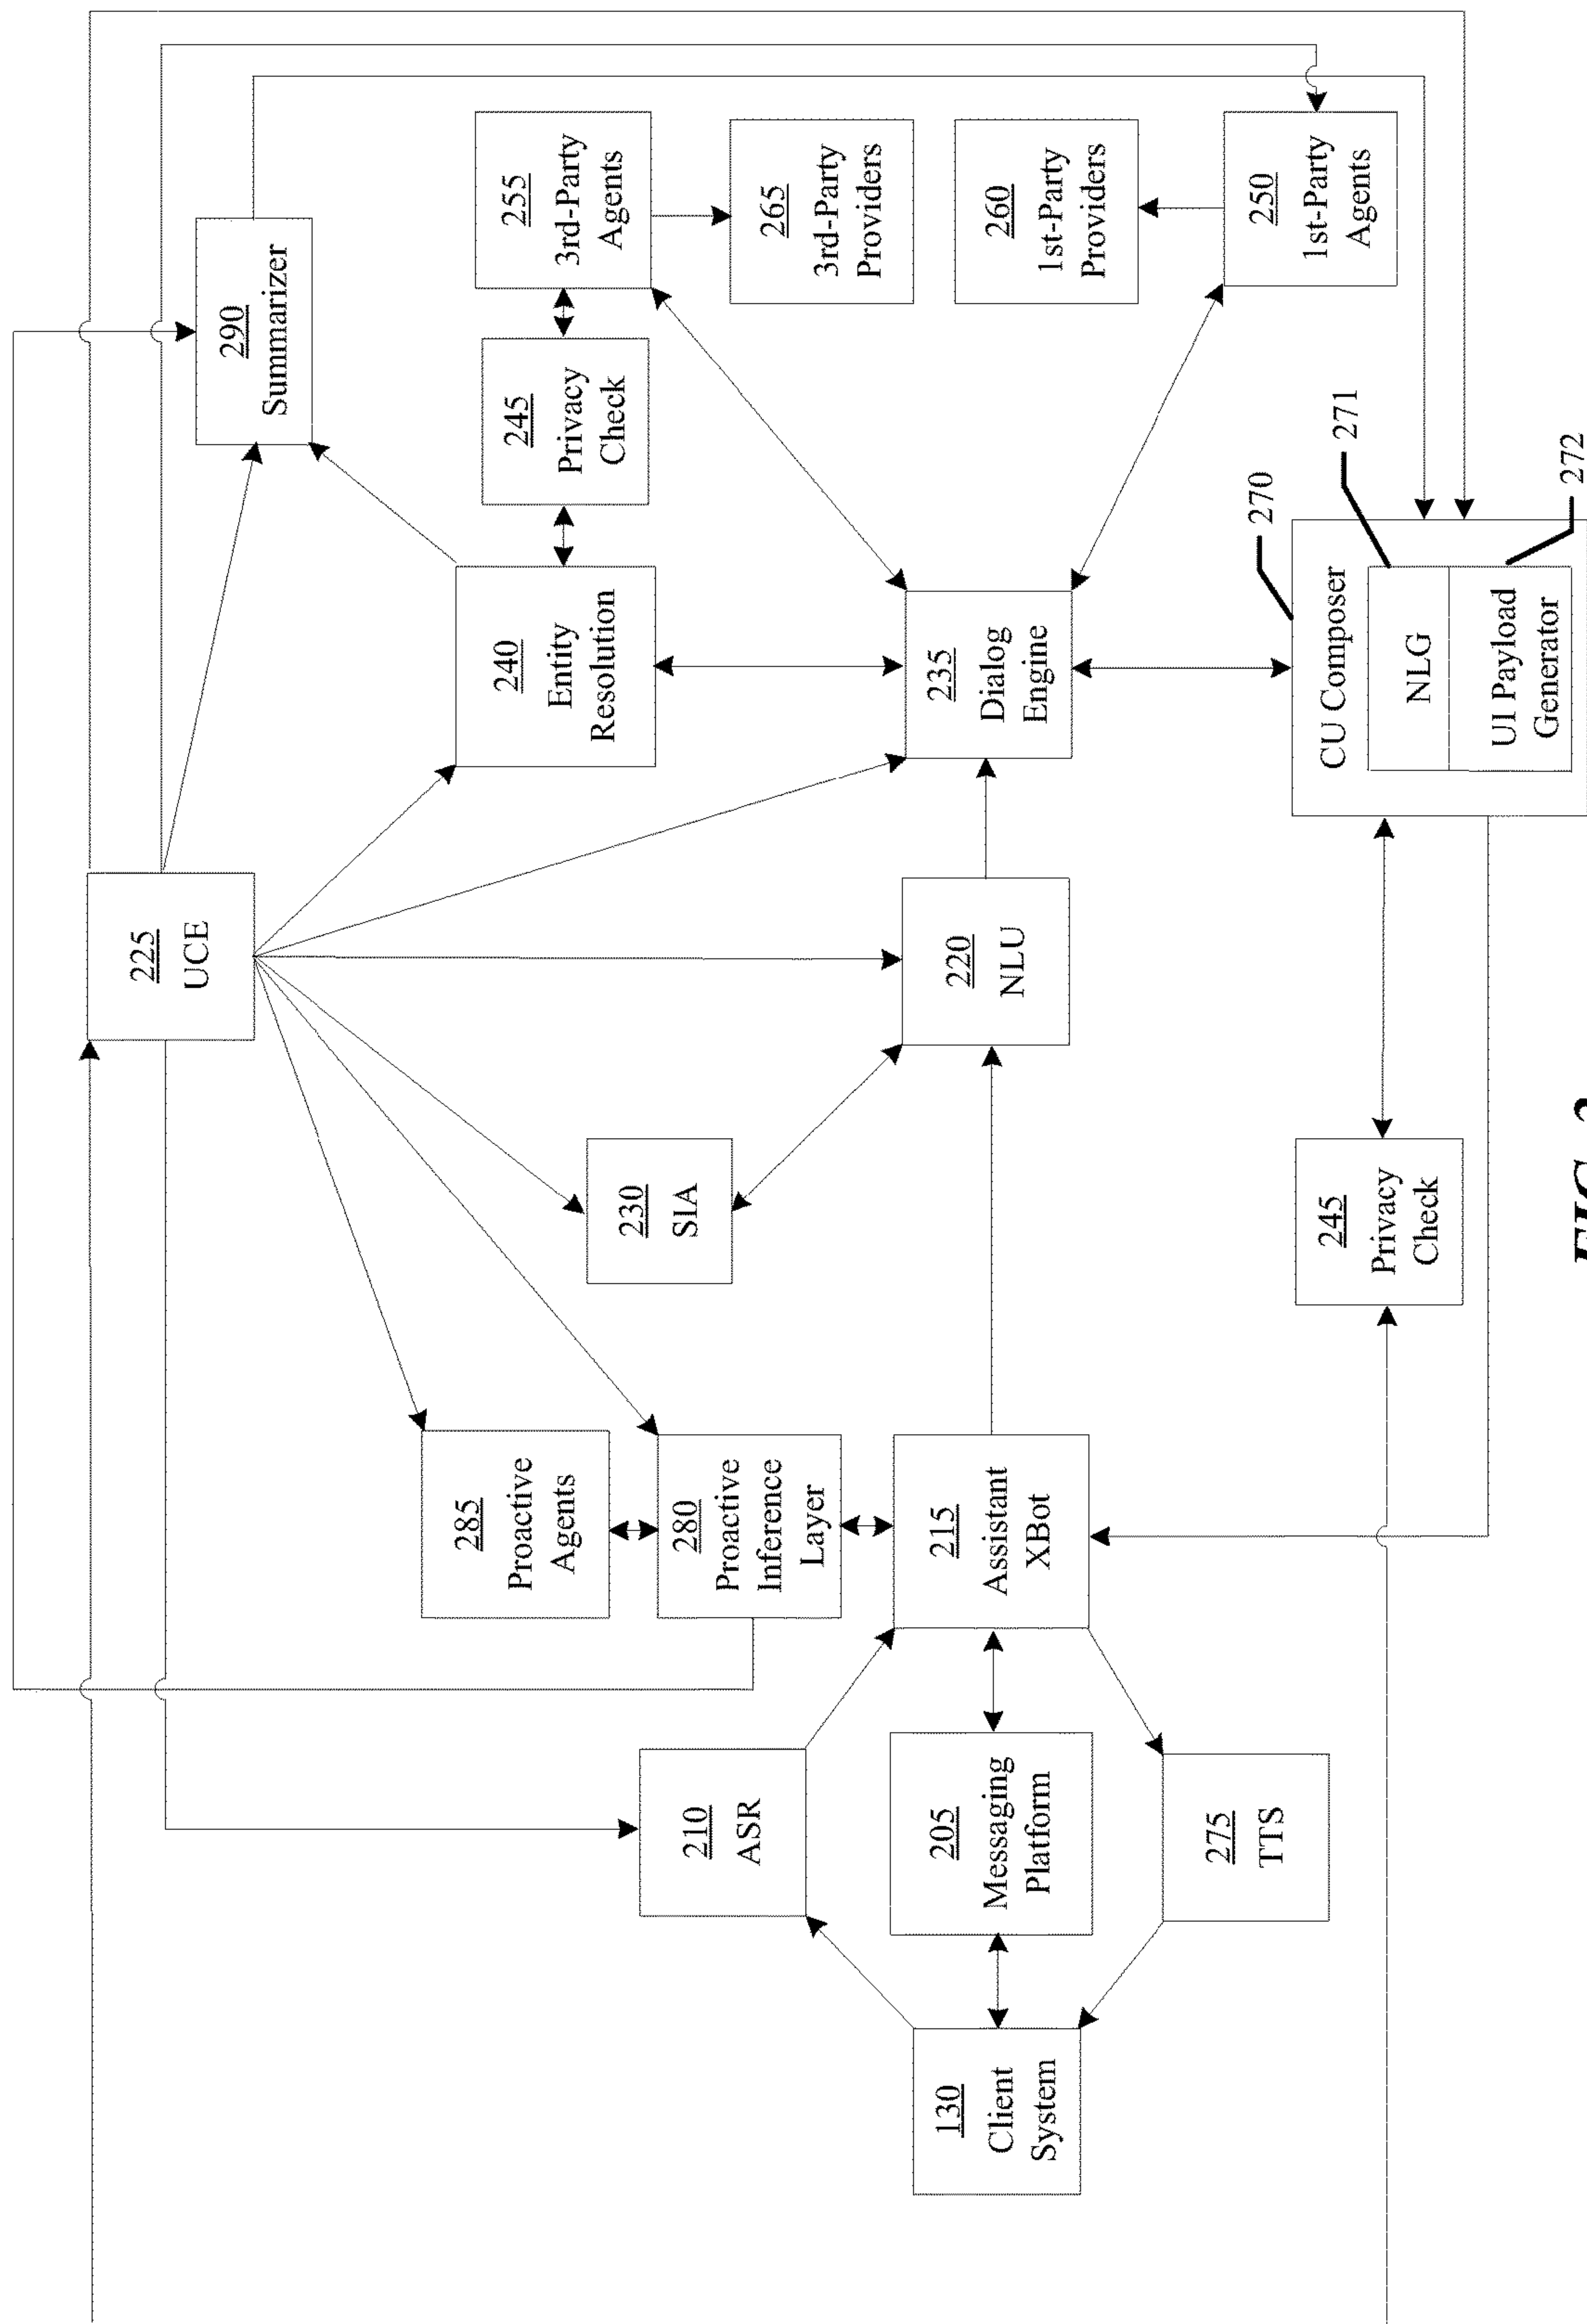 225
UCE
290
Summarizer
285
Proactive
Agents
230
SIA
240
Entity
Resolution
245
Privacy
Check
255
3rd-Party
Agents
210
ASR
280
Proactive
Inference
Layer
265
3rd-Party
Providers
130
Client
System
205
Messaging
Platform
215
Assistant
XBot
220
NLU
235
Dialog
Engine
260
1st-Party
Providers
275
TTS
250
1st-Party
Agents
245
Privacy
Check
270
CU Composer
271
NLG
UI Payload
Generator
272
FIG. 2